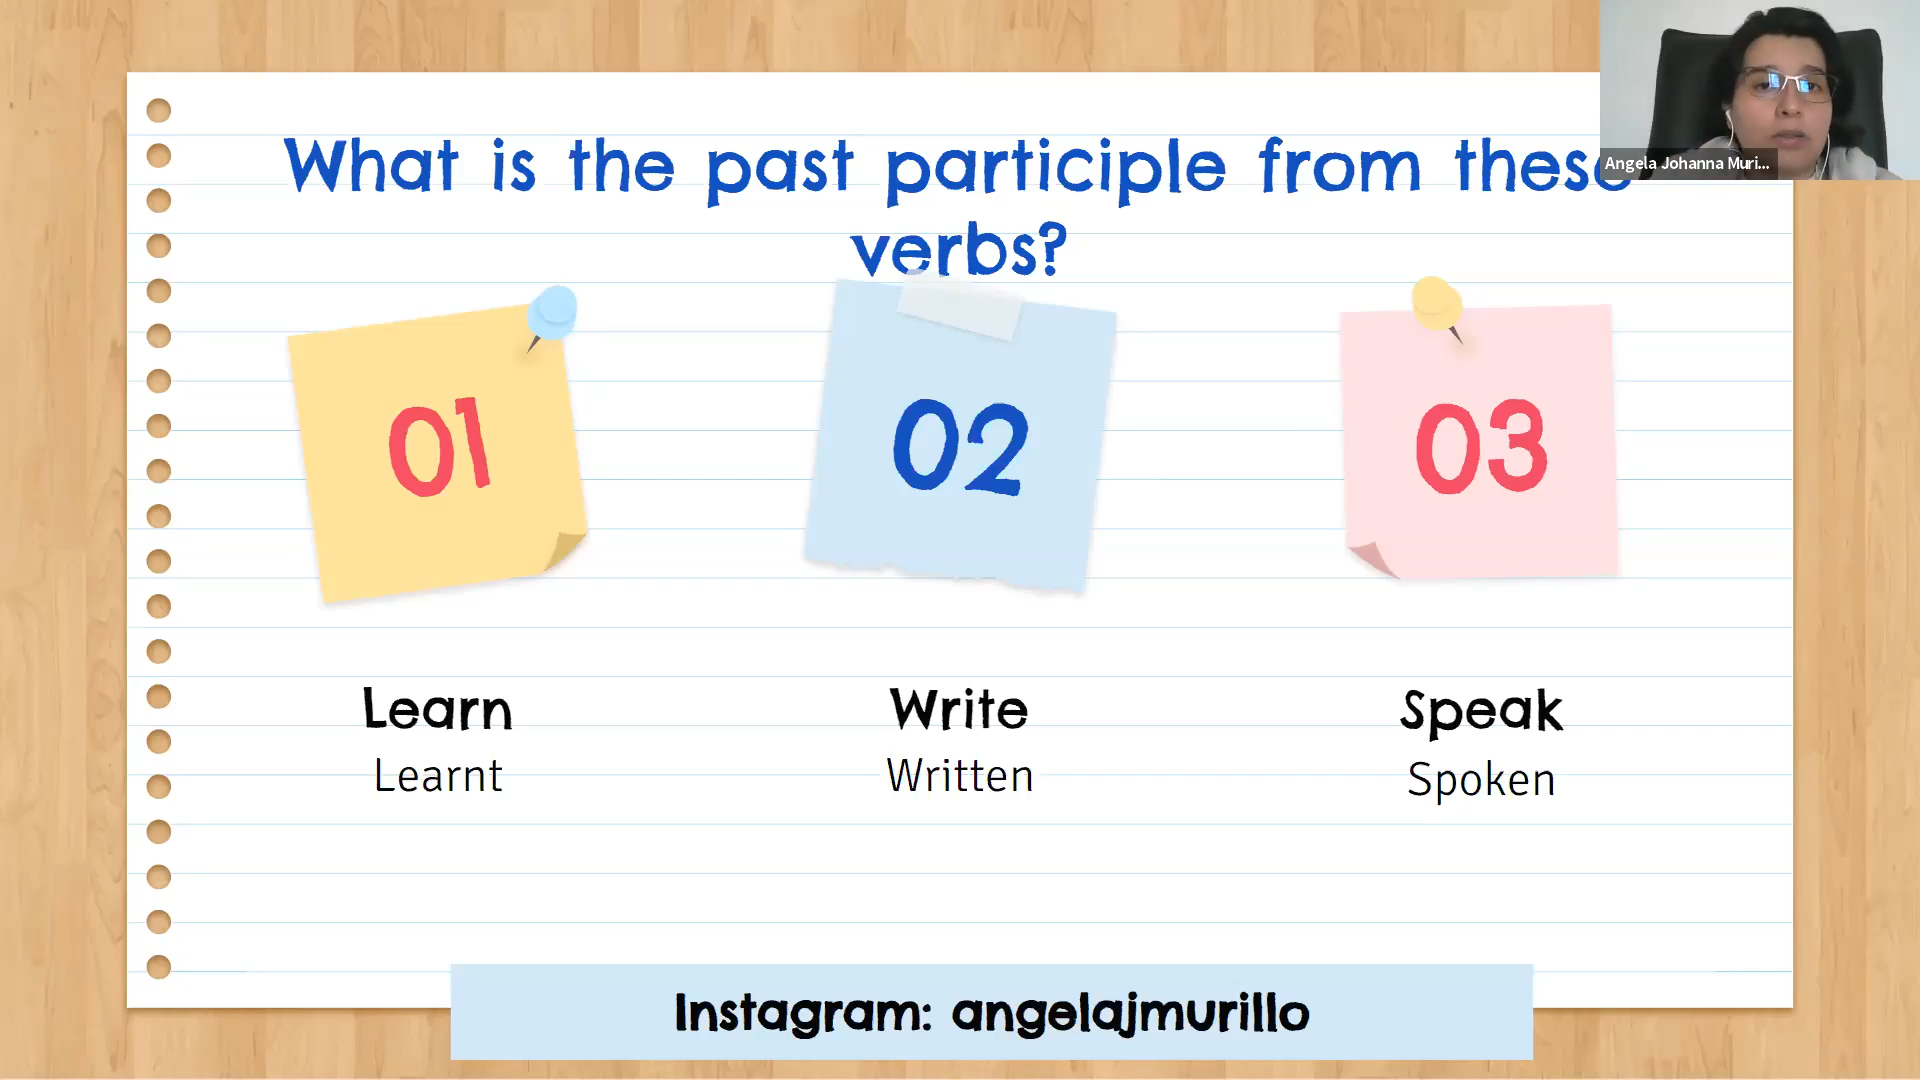 What is the past participle from these
verbs?
Angela Johanna Muri...
01
02
03
Learn
Learnt
Write
Written
Speak
Spoken
Instagram: angelajmurillo